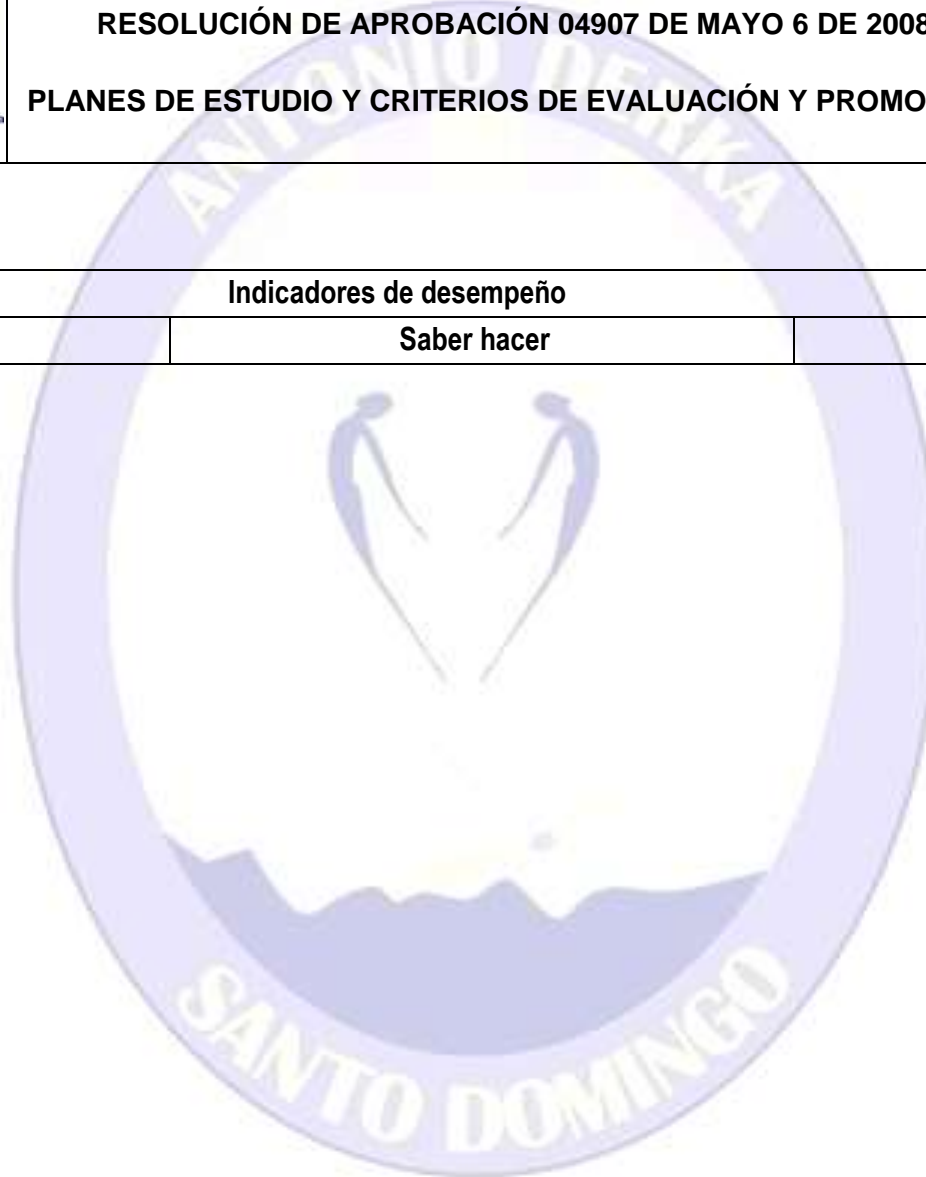 RESOLUCIÓN DE APROBACIÓN 04907 DE MAYO 6 DE 2008
PLANES DE ESTUDIO Y CRITERIOS DE EVALUACIÓN Y PROMO
Indicadores de desempeño
Saber hacer
ANTONIO DERKA
SANTO DOMINGO